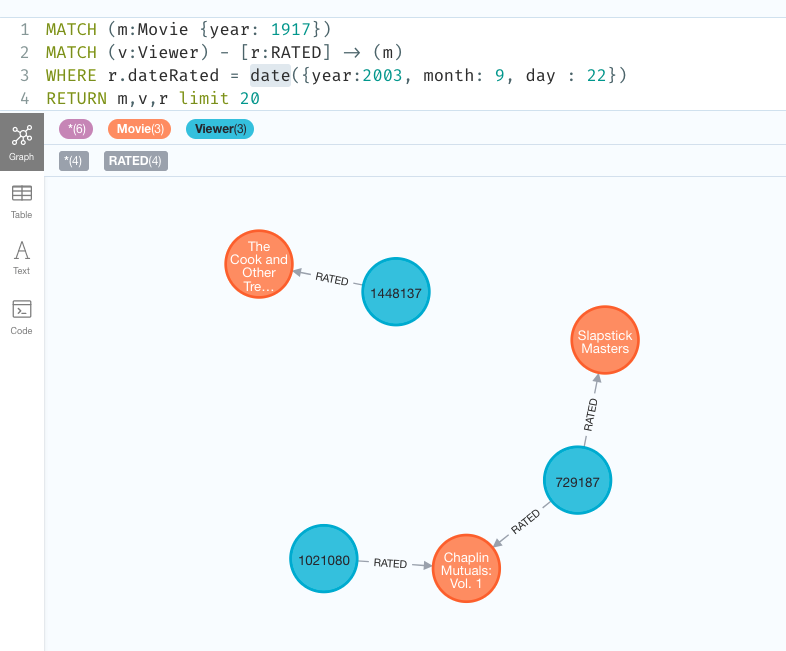 1 MATCH (m:Movie {year: 1917})
2 MATCH (v:Viewer) - [r:RATED] → (m)
3 WHERE r.dateRated = date({year:2003, month: 9, day : 22})
4 RETURN m,v,r limit 20
*(6) Movie(3) Viewer(3)
*(4) RATED(4)
Graph
Table
A
Text
Code
The
Cook and
Other
Tre...
RATED
1448137
Slapstick
Masters
RATED
729187
RATED
1021080
RATED
Chaplin
Mutuals:
Vol. 1